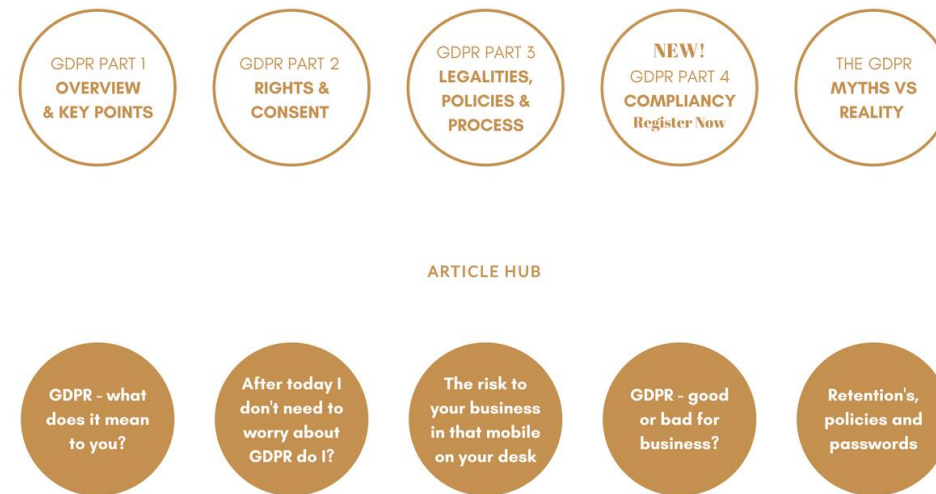 GDPR PART 1
OVERVIEW
& KEY POINTS
GDPR PART 2
RIGHTS &
CONSENT
GDPR PART 3
LEGALITIES,
POLICIES &
PROCESS
NEW!
GDPR PART 4
COMPLIANCY
Register Now
THE GDPR
MYTHS VS
REALITY
ARTICLE HUB
GDPR - what
does it mean
to you?
After today I
don't need to
worry about
GDPR do I?
The risk to
your business
in that mobile
on your desk
GDPR - good
or bad for
business?
Retention's,
policies and
passwords